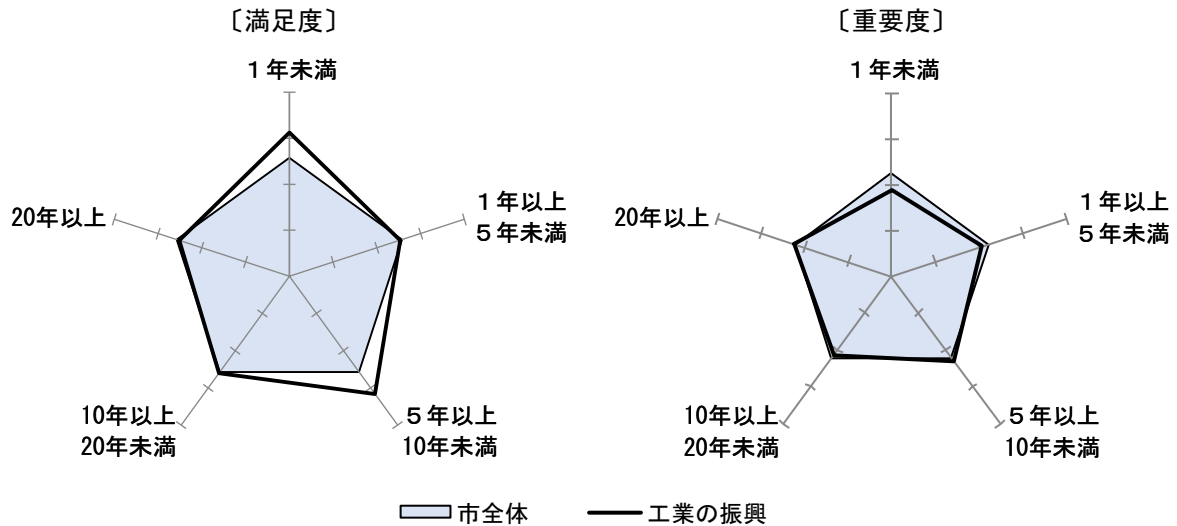 〔満足度〕
１年未満
１年以上
５年未満
５年以上
10年未満
10年以上
20年未満
20年以上
〔重要度〕
１年未満
１年以上
５年未満
５年以上
10年未満
10年以上
20年未満
20年以上
市全体
工業の振興